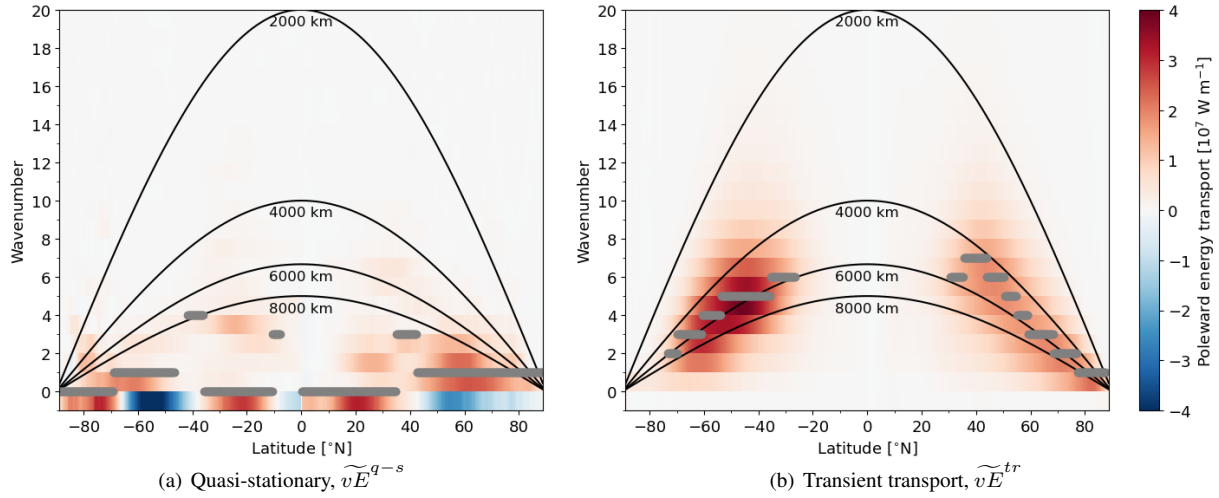 20
18
16
14
12
10
8
6
4
2
0
Wavenumber
2000 km
4000 km
6000 km
8000 km
−80 −60 −40 −20 0 20 40 60 80
Latitude [°N]
(a) Quasi-stationary, \widetilde{vE}^{q−s}
20
18
16
14
12
10
8
6
4
2
0
Wavenumber
2000 km
4000 km
6000 km
8000 km
−80 −60 −40 −20 0 20 40 60 80
Latitude [°N]
(b) Transient transport, \widetilde{vE}^{tr}
4
3
2
1
0
−1
−2
−3
−4
Poleward energy transport [10⁷ W m⁻¹]